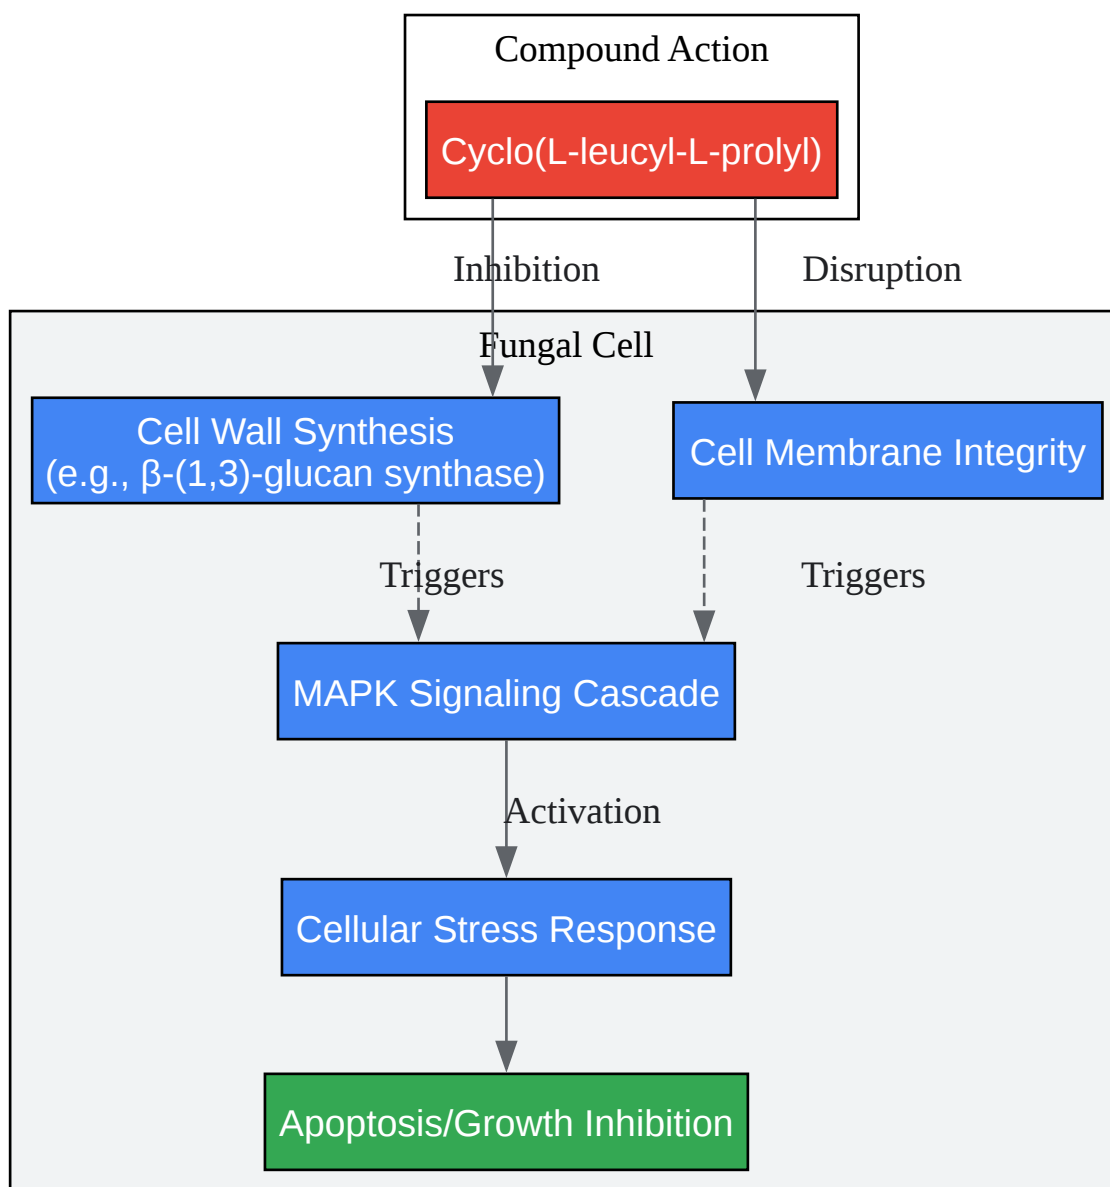 Compound Action
Cyclo(L-leucyl-L-prolyl)
Inhibition
Disruption
Fungal Cell
Cell Wall Synthesis
(e.g., β-(1,3)-glucan synthase)
Cell Membrane Integrity
Triggers
Triggers
MAPK Signaling Cascade
Activation
Cellular Stress Response
Apoptosis/Growth Inhibition